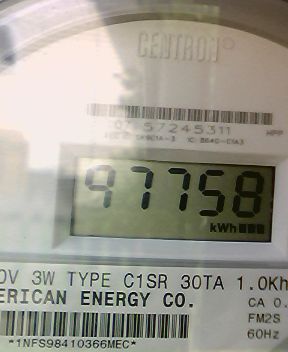 CENTRON
57245311
97758
kWh
0V 3W TYPE C1SR 30TA 1.0Kh
ERICAN ENERGY CO.
CA 0.
FM2S
60Hz
*1NFS98410366MEC*